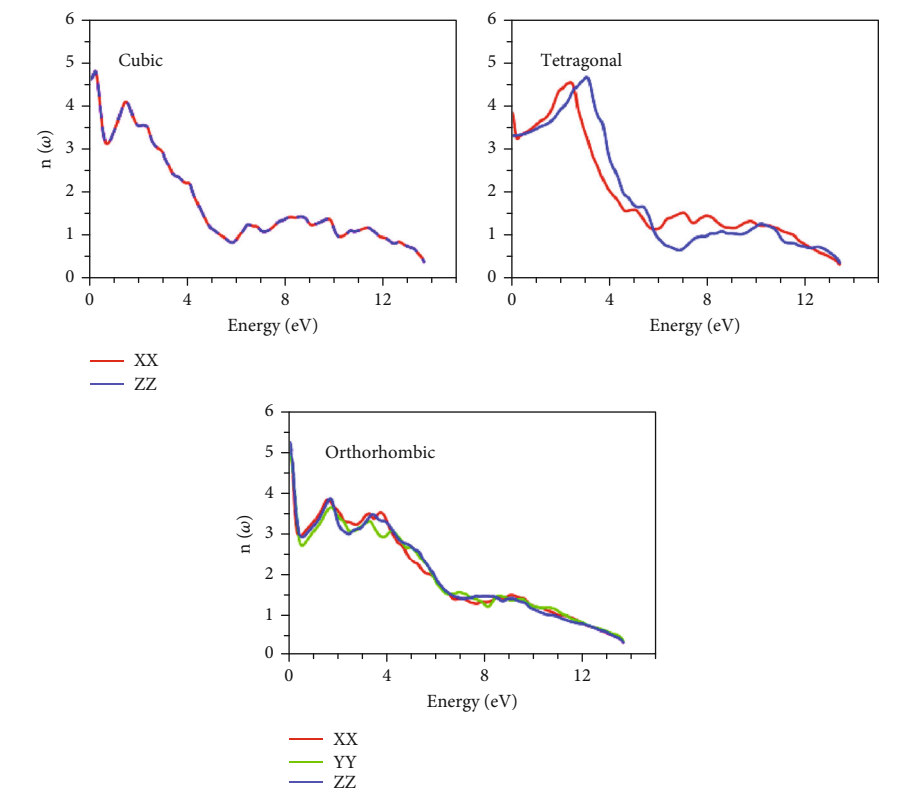 6
5
4
3
2
1
0
n (ω)
Cubic
0 4 8 12
Energy (eV)
XX
ZZ
6
5
4
3
2
1
0
Tetragonal
0 4 8 12
Energy (eV)
6
5
4
3
2
1
0
n (ω)
Orthorhombic
0 4 8 12
Energy (eV)
XX
YY
ZZ